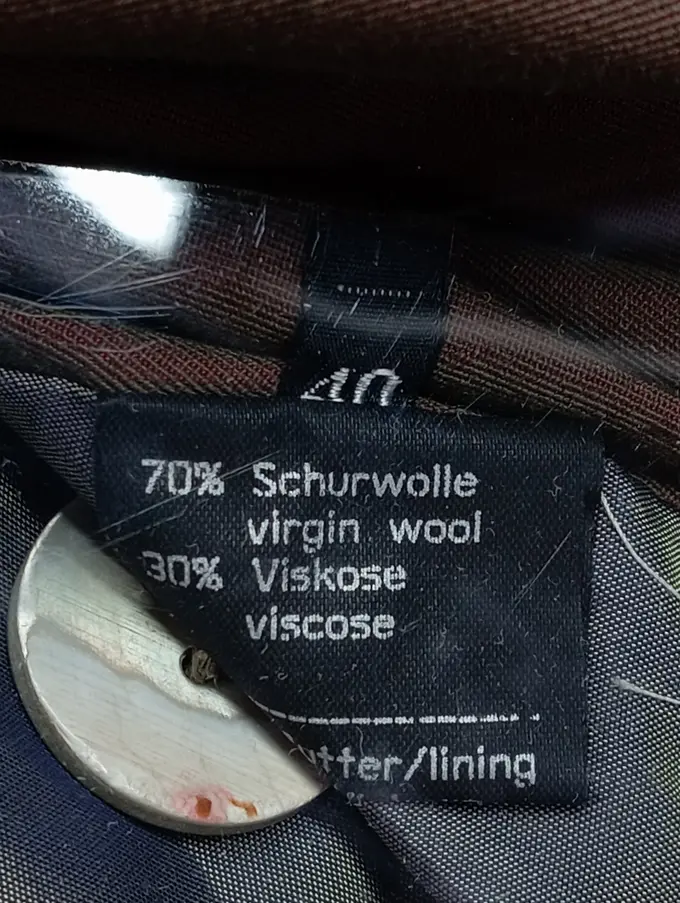 40
70% Schurwolle
virgin wool
30% Viskose
viscose
tter/lining